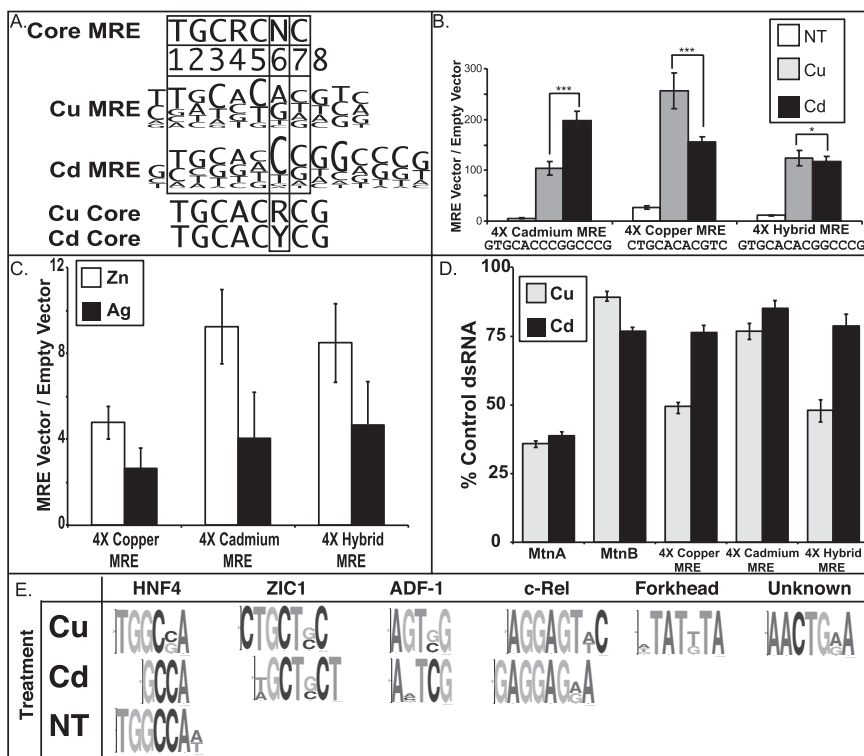 A.
Core MRE TGCRCNC
12345678
Cu MRE
Cd MRE
Cu Core TGCACRCG
Cd Core TGCACYCG
B.
NT
Cu
Cd
MRE Vector / Empty Vector
300
200
100
0
***
***
*
4X Cadmium MRE
GTGCACCCGGCCCG
4X Copper MRE
CTGCACACGTC
4X Hybrid MRE
GTGCACACGGCCCG
C.
Zn
Ag
MRE Vector / Empty Vector
12
8
4
0
4X Copper MRE
4X Cadmium MRE
4X Hybrid MRE
D.
Cu
Cd
% Control dsRNA
100
75
50
25
0
MtnA
MtnB
4X Copper MRE
4X Cadmium MRE
4X Hybrid MRE
E.
HNF4 ZIC1 ADF-1 c-Rel Forkhead Unknown
Treatment
Cu
Cd
NT